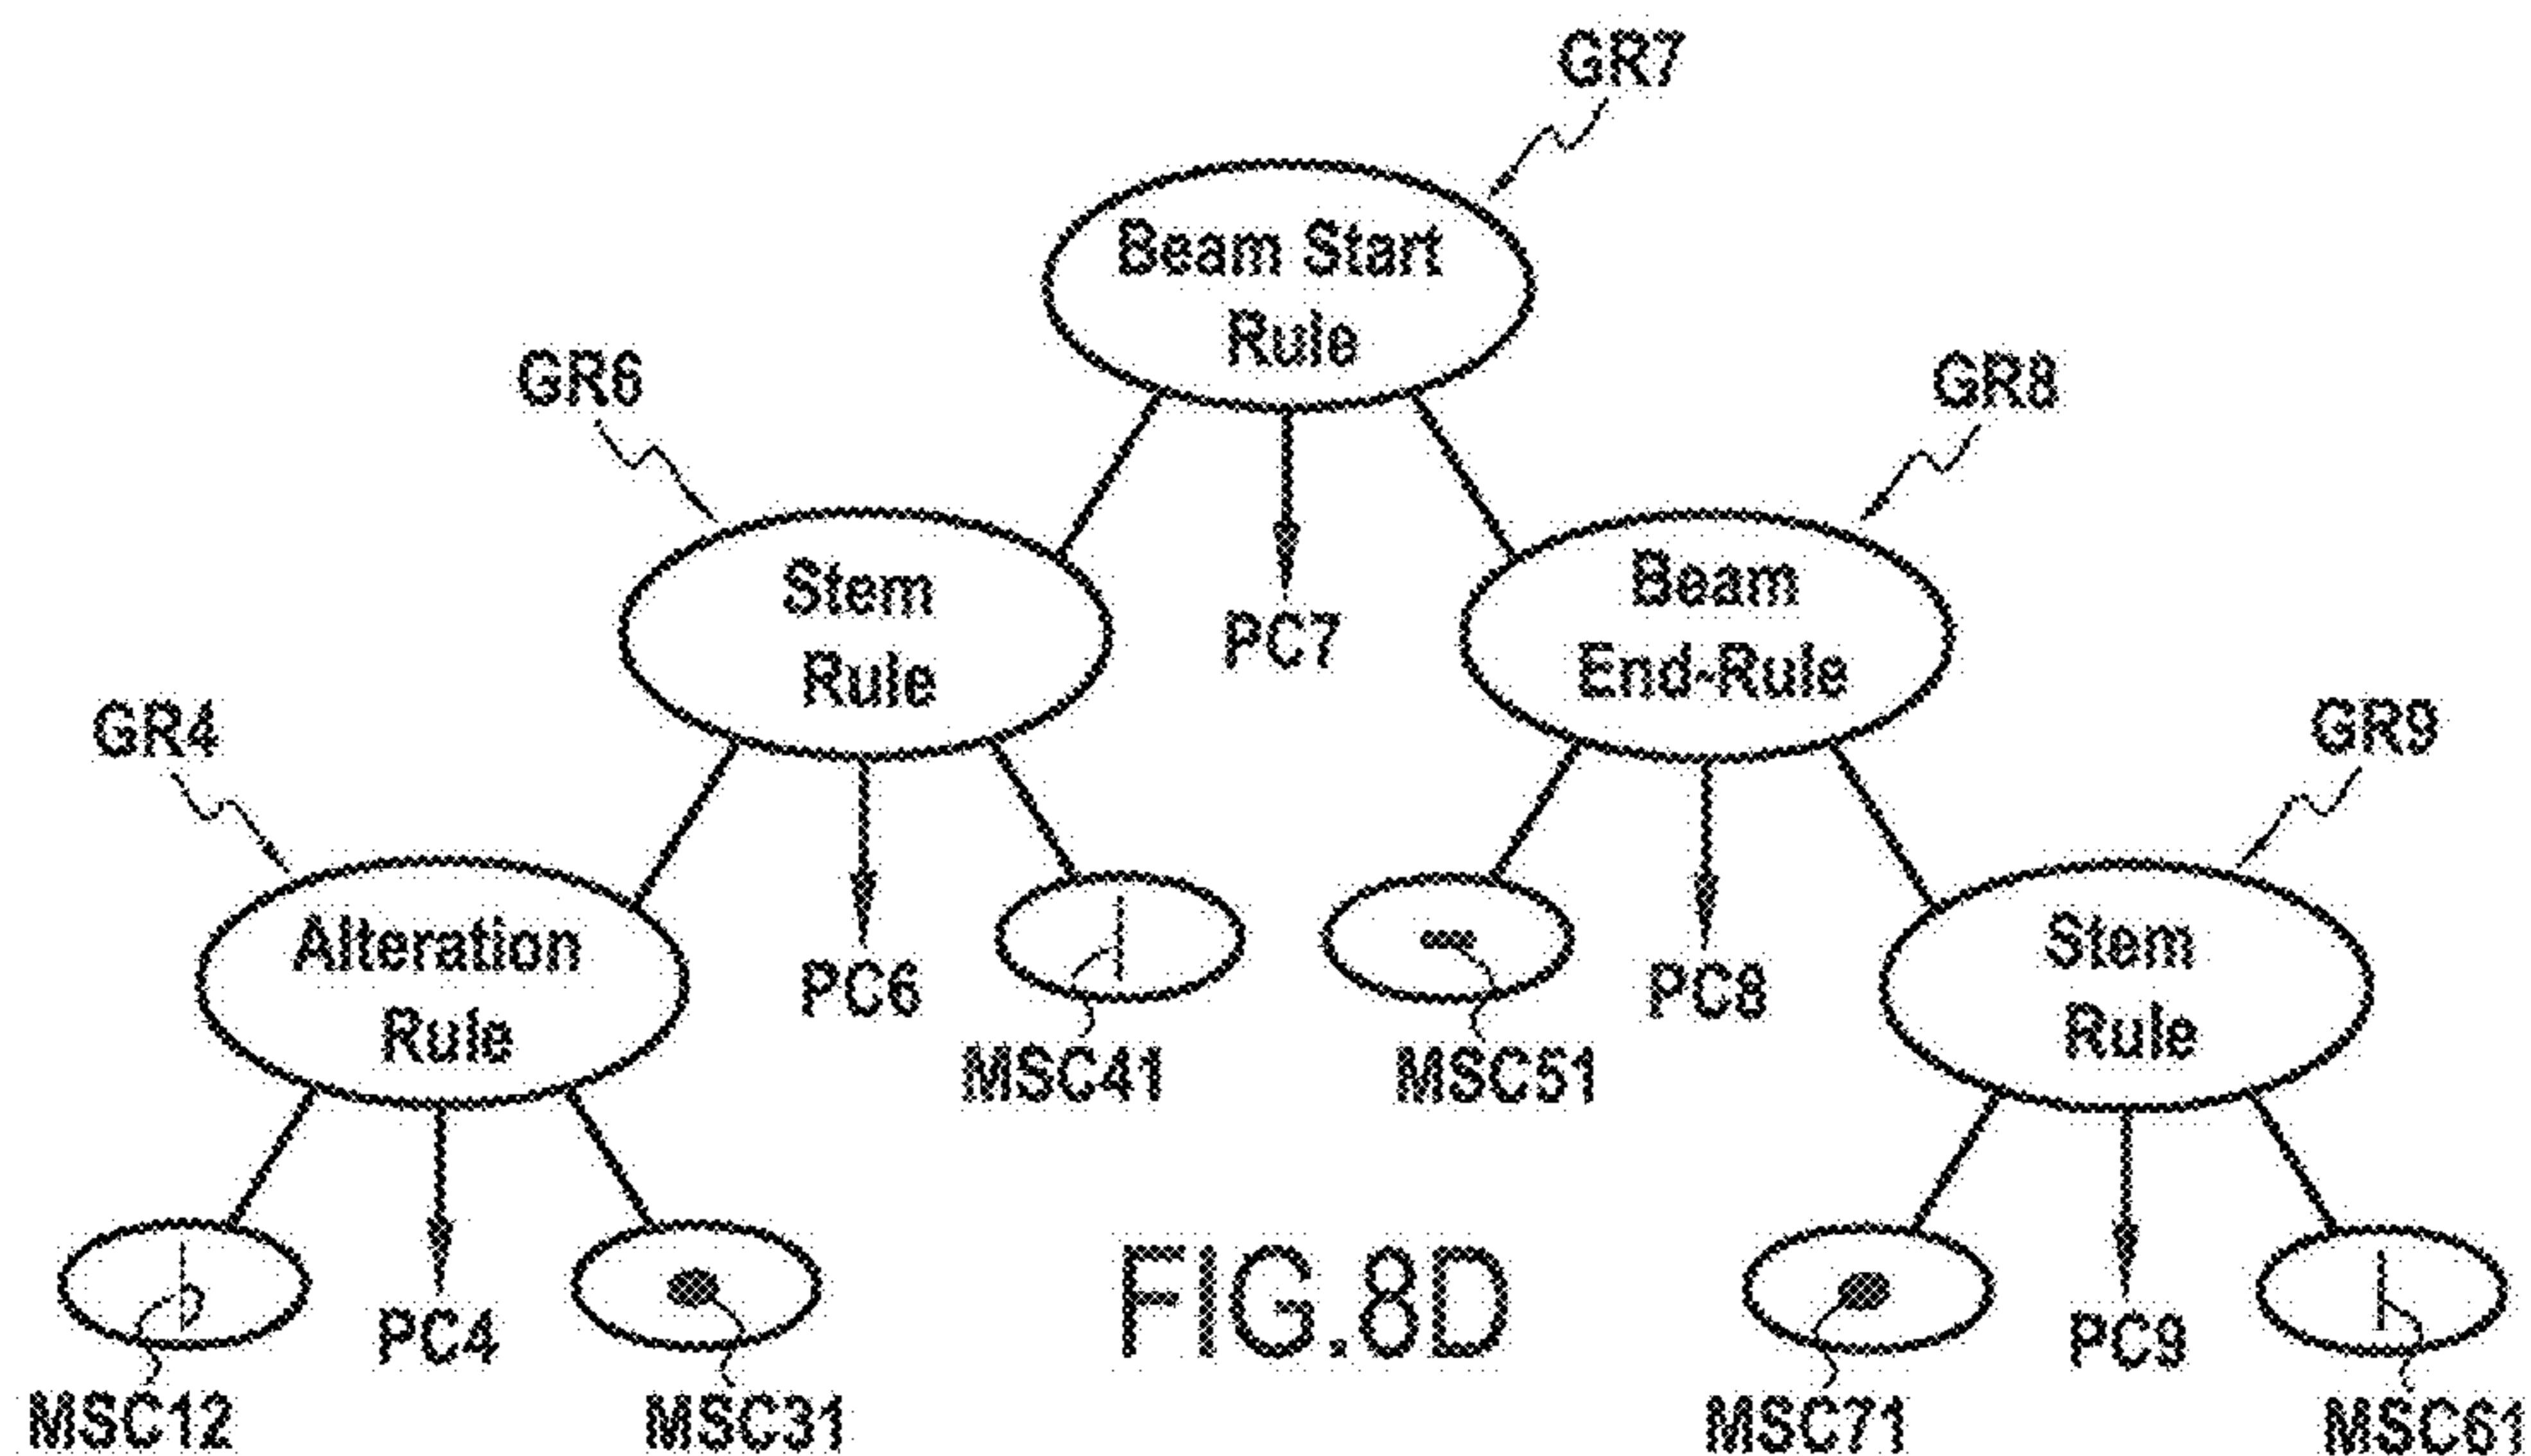 GR7
Beam Start
Rule
GR6
GR8
Stem
Rule
PC7
Beam
End-Rule
GR4
GR9
Alteration
Rule
PC6
MSC41
MSC51
PC8
Stem
Rule
MSC12
PC4
MSC31
FIG.8D
MSC71
PC9
MSC61